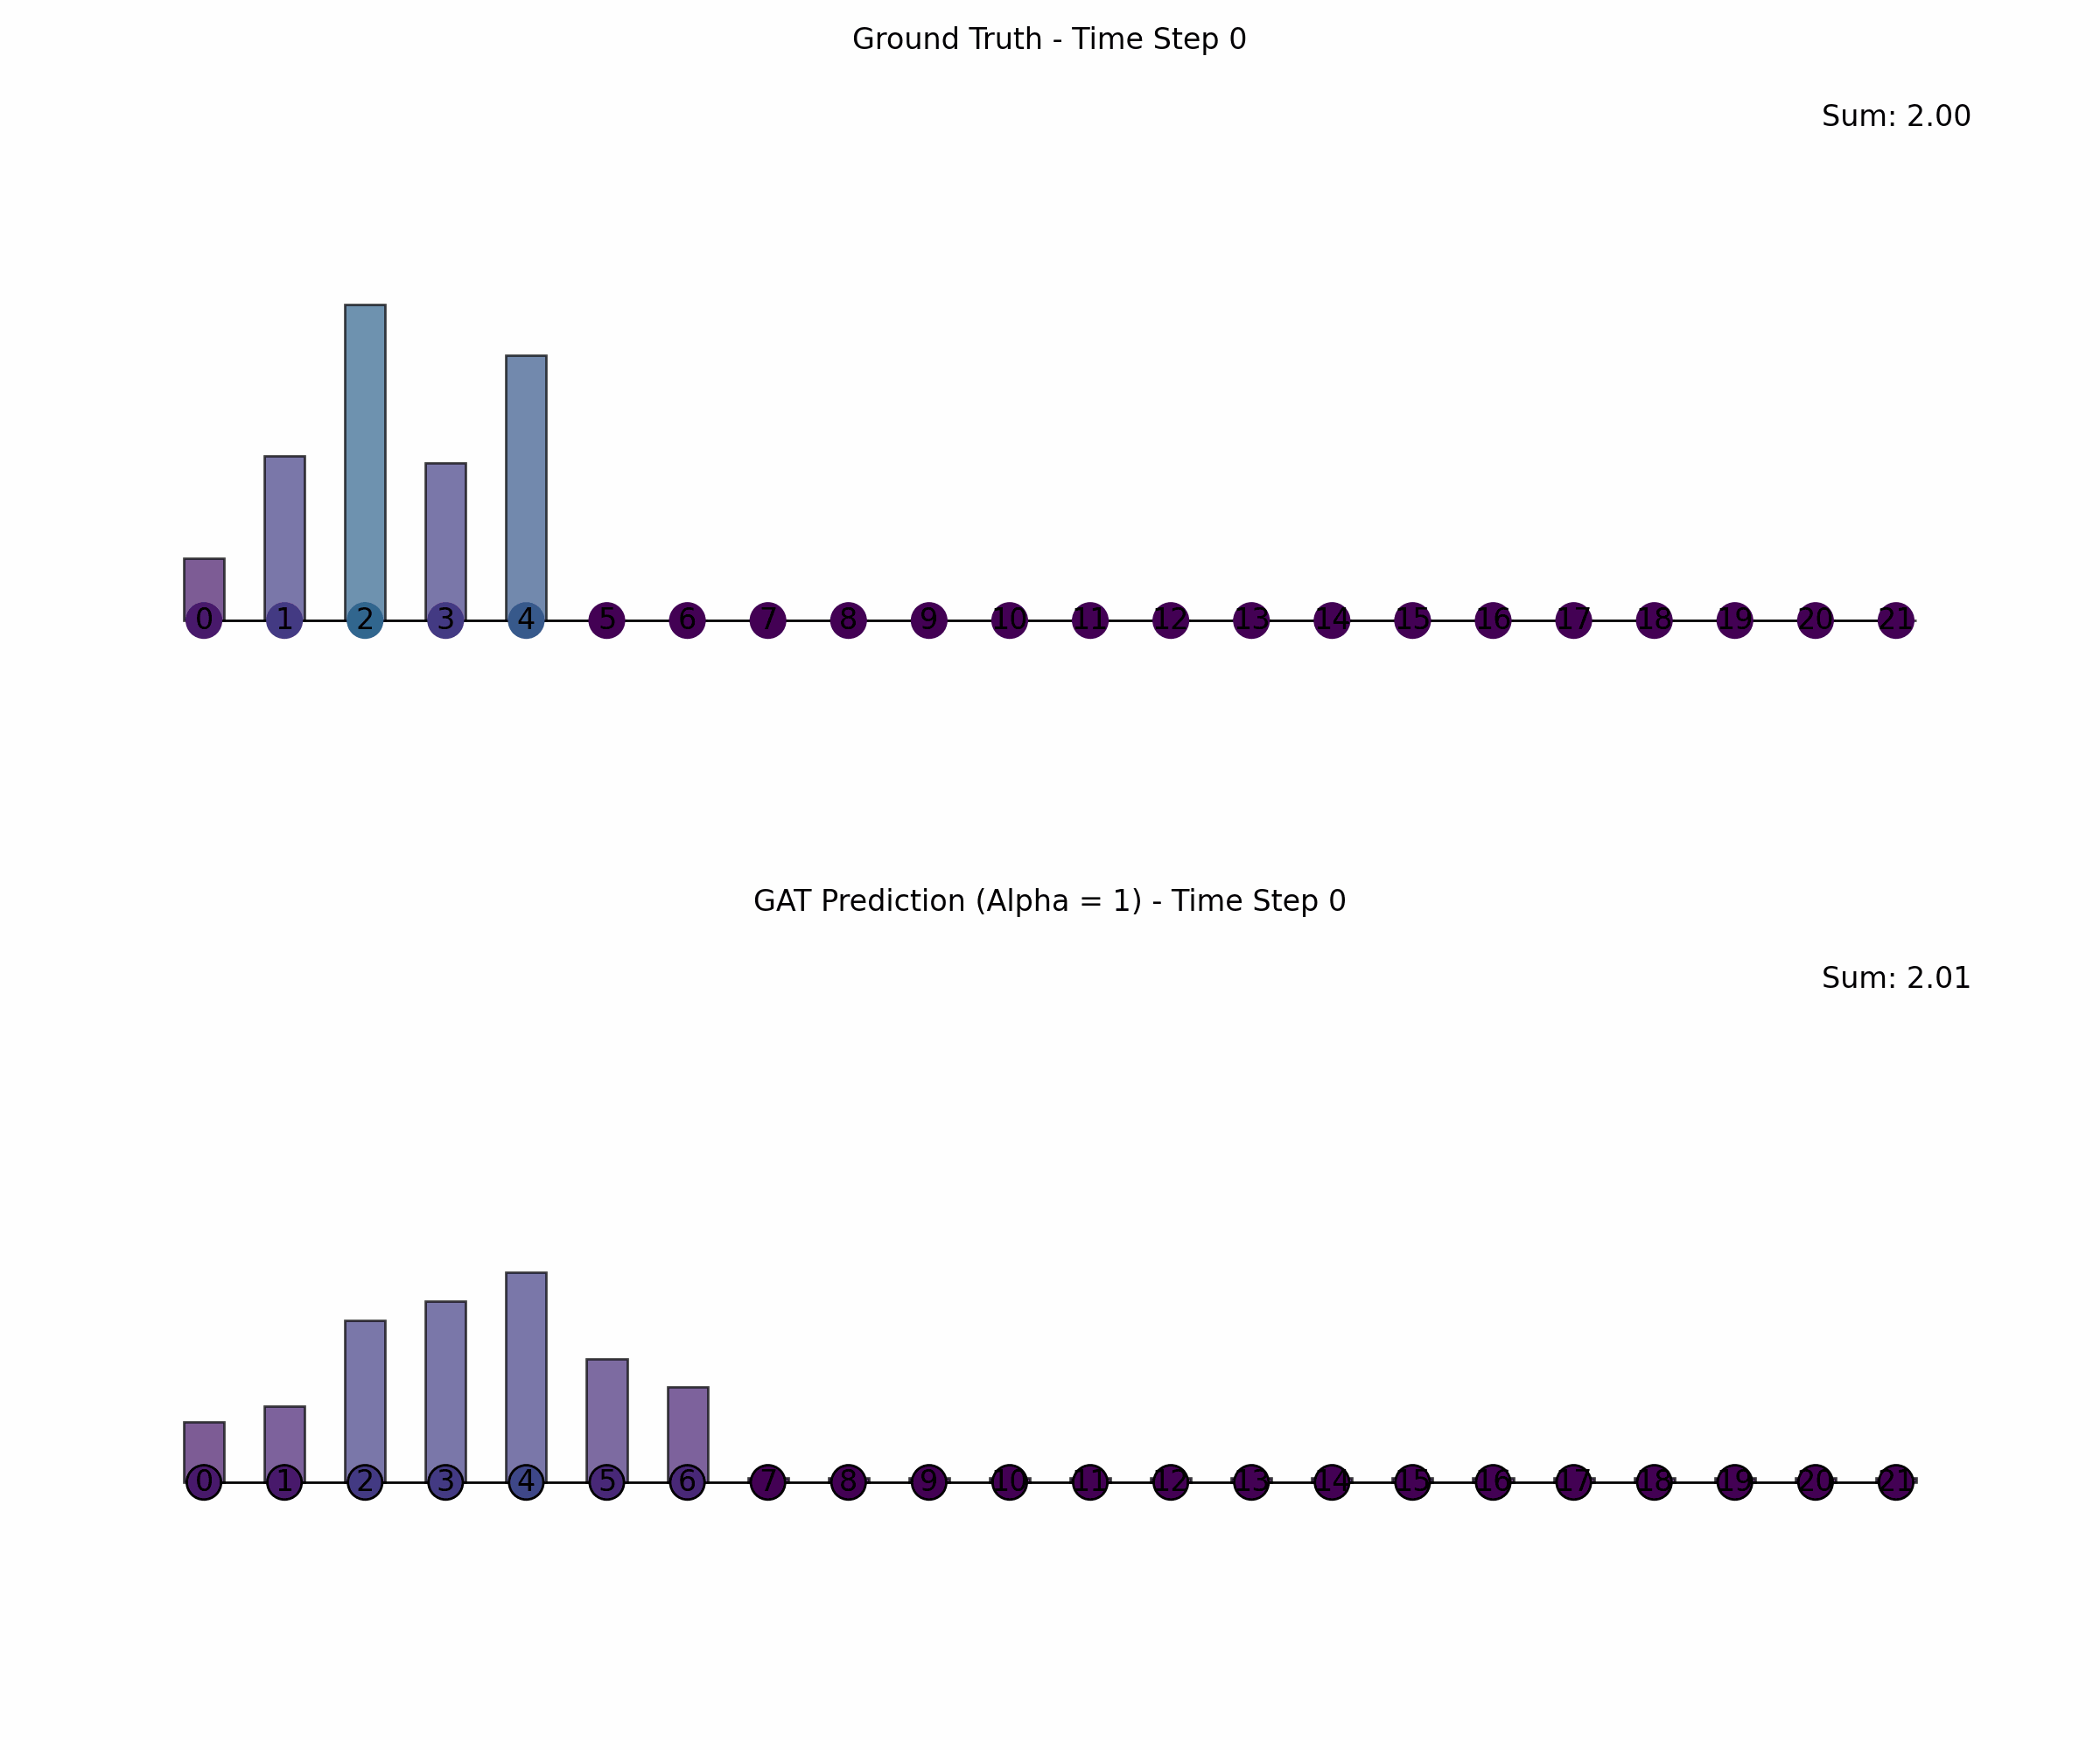 Ground Truth - Time Step 0
Sum: 2.00
0 1 2 3 4 5 6 7 8 9 10 11 12 13 14 15 16 17 18 19 20 21
GAT Prediction (Alpha = 1) - Time Step 0
Sum: 2.01
0 1 2 3 4 5 6 7 8 9 10 11 12 13 14 15 16 17 18 19 20 21